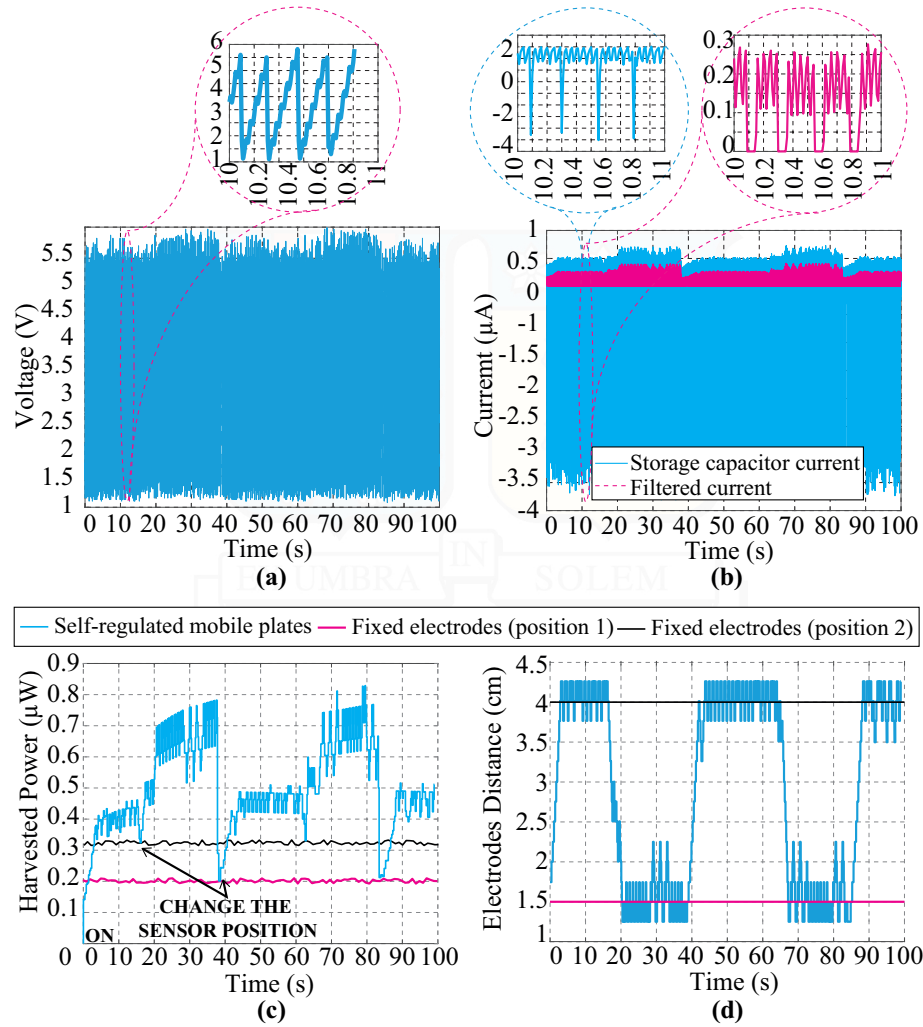 6
5
4
3
2
1
10
10.2
10.4
10.6
10.8
11
5.5
5
4.5
4
3.5
3
2.5
2
1.5
1
Voltage (V)
0 10 20 30 40 50 60 70 80 90 100
Time (s)
(a)
2
0
-2
-4
10
10.2
10.4
10.6
10.8
11
0.3
0.2
0.1
0
10
10.2
10.4
10.6
10.8
11
1
0.5
0
-1
-1.5
-2
-2.5
-3
-3.5
-4
Curremt (µA)
Storage capacitor current
Filtered current
0 10 20 30 40 50 60 70 80 90 100
Time (s)
(b)
IN
SOLEM
Self-regulated mobile plates Fixed electrodes (position 1) Fixed electrodes (position 2)
0.9
0.8
0.7
0.6
0.5
0.4
0.3
0.2
0.1
0
Harvested Power (µW)
CHANGE THE
SENSOR POSITION
ON
0 10 20 30 40 50 60 70 80 90 100
Time (s)
(c)
4.5
4
3.5
3
2.5
2
1.5
1
Electrodes Distance (cm)
0 10 20 30 40 50 60 70 80 90 100
Time (s)
(d)